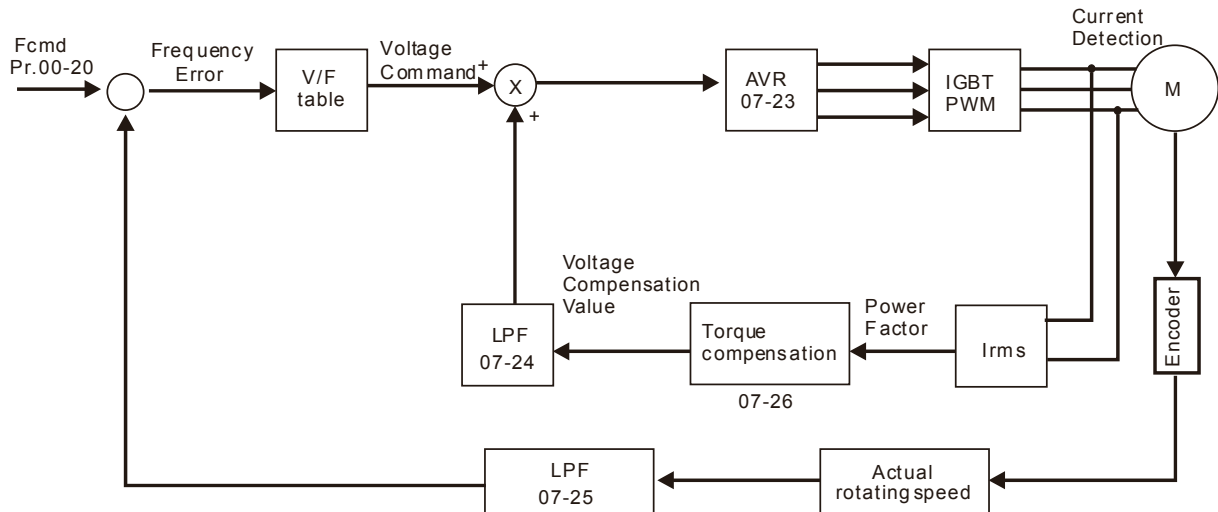 Fcmd
Pr.00-20
Frequency
Error
V/F
table
Voltage
Command
+
X
+
AVR
07-23
IGBT
PWM
Current
Detection
M
Voltage
Compensation
Value
LPF
07-24
Torque
compensation
07-26
Power
Factor
Irms
Encoder
LPF
07-25
Actual
rotating speed